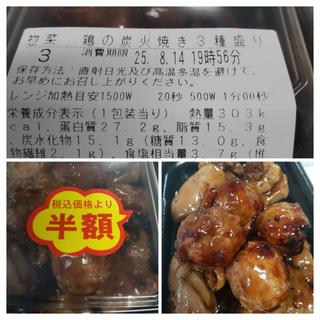 惣菜 鶏の炭火焼き3種盛り
3 消費期限 25. 8.14 19時56分
保存方法：直射日光及び高温多湿を避けて、
お早めにお召し上がりください。
レンジ加熱目安1500W 20秒 500W 1分00秒
栄養成分表示（1包装当り） 熱量303k
cal、蛋白質27.2g、脂質15.3g
、炭水化物15.1g（糖質13.0g、食
物繊維2.1g）、食塩相当量3.7g（推
税込価格より
半額